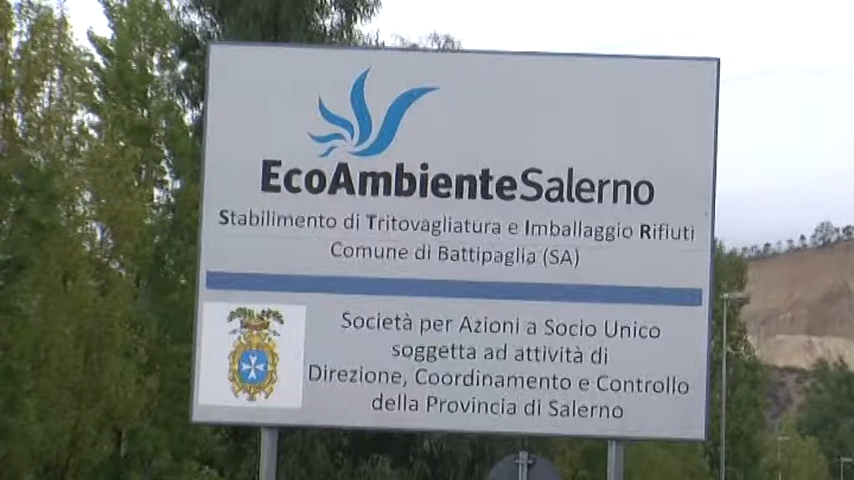 EcoAmbienteSalerno
Stabilimento di Tritovagliatura e Imballaggio Rifiuti
Comune di Battipaglia (SA)
Società per Azioni a Socio Unico
soggetta ad attività di
Direzione, Coordinamento e Controllo
della Provincia di Salerno